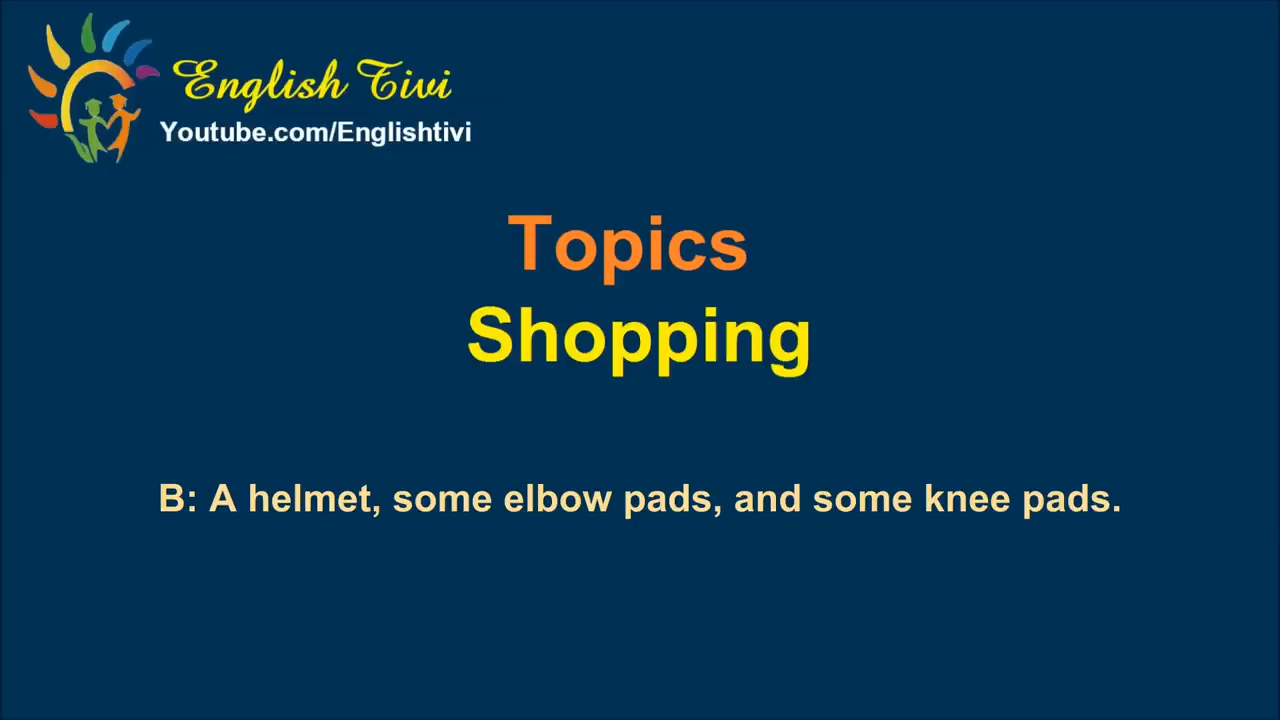 English Tivi
Youtube.com/Englishtivi
Topics
Shopping
B: A helmet, some elbow pads, and some knee pads.